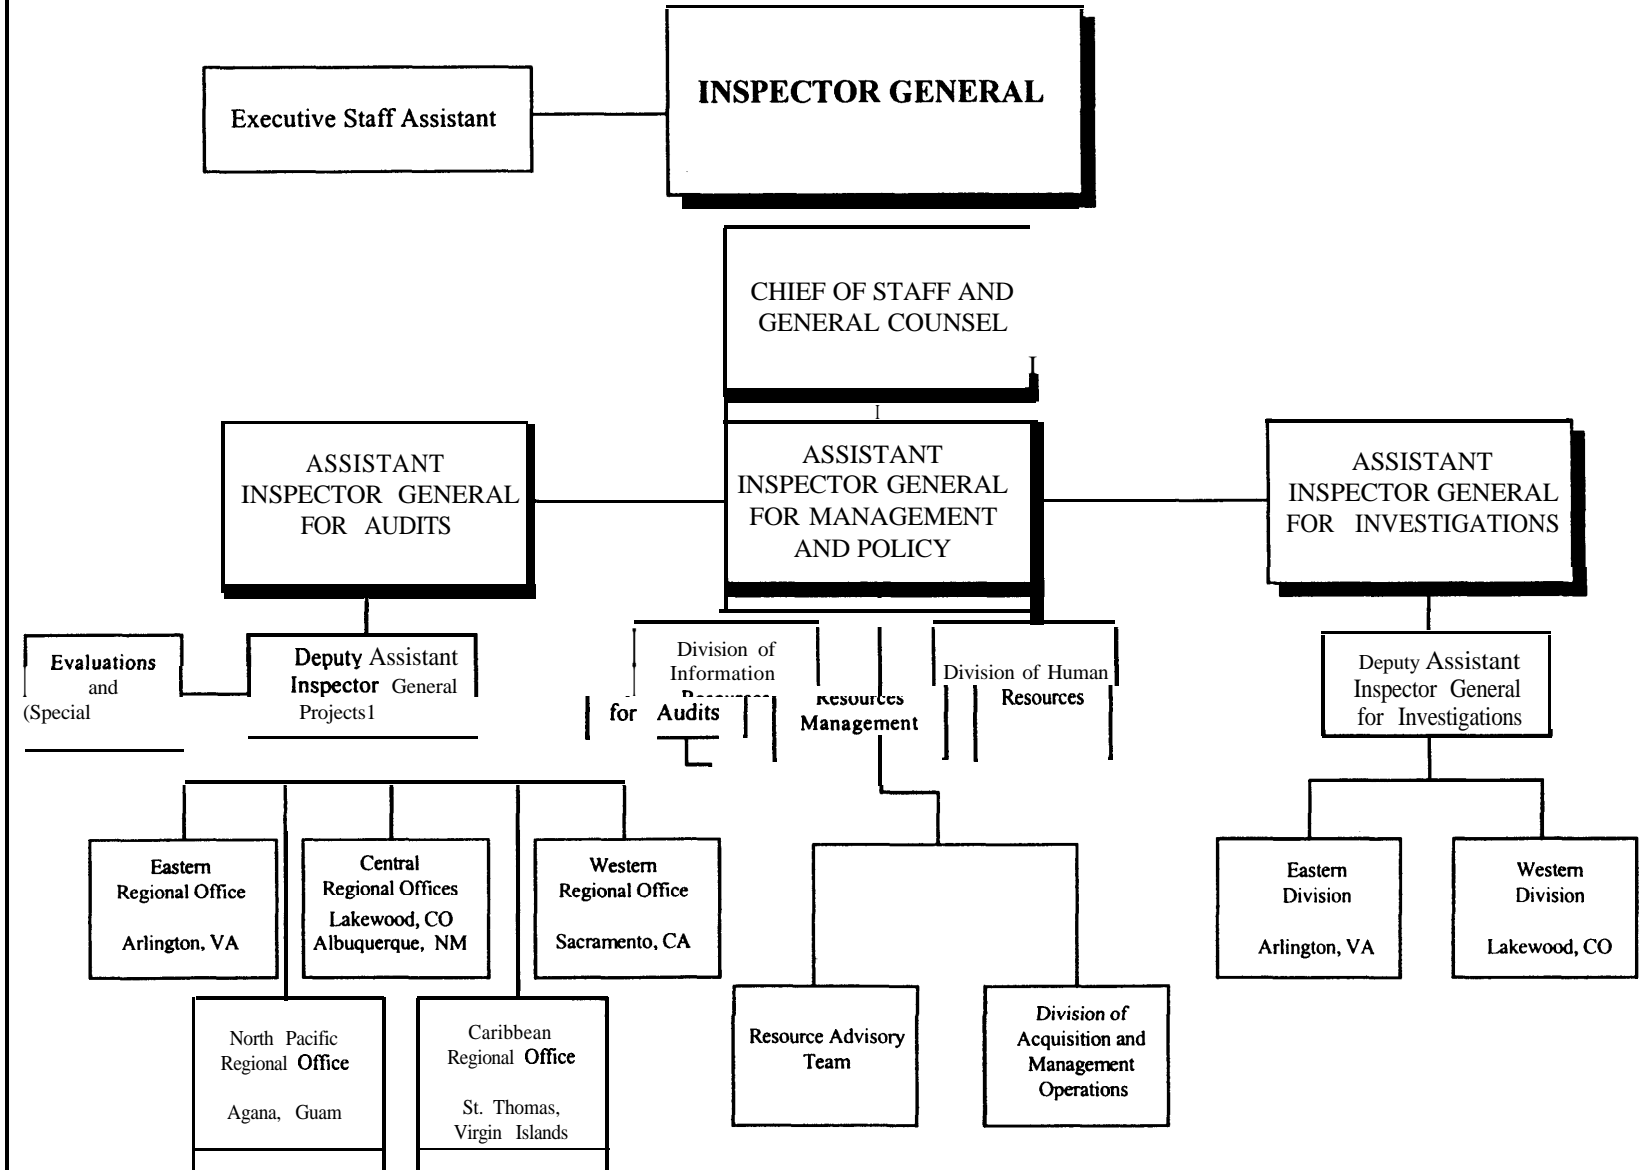 INSPECTOR GENERAL
Executive Staff Assistant
CHIEF OF STAFF AND
GENERAL COUNSEL
I
I
ASSISTANT
INSPECTOR GENERAL
FOR AUDITS
ASSISTANT
INSPECTOR GENERAL
FOR MANAGEMENT
AND POLICY
ASSISTANT
INSPECTOR GENERAL
FOR INVESTIGATIONS
Evaluations
and
(Special
Deputy Assistant
Inspector General
Projects1
Division of
Information
Resources
for Audits
Resources
Management
Division of Human
Resources
Deputy Assistant
Inspector General
for Investigations
Eastern
Regional Office
Arlington, VA
Central
Regional Offices
Lakewood, CO
Albuquerque, NM
Western
Regional Office
Sacramento, CA
Eastern
Division
Arlington, VA
Western
Division
Lakewood, CO
North Pacific
Regional Office
Agana, Guam
Caribbean
Regional Office
St. Thomas,
Virgin Islands
Resource Advisory
Team
Division of
Acquisition and
Management
Operations